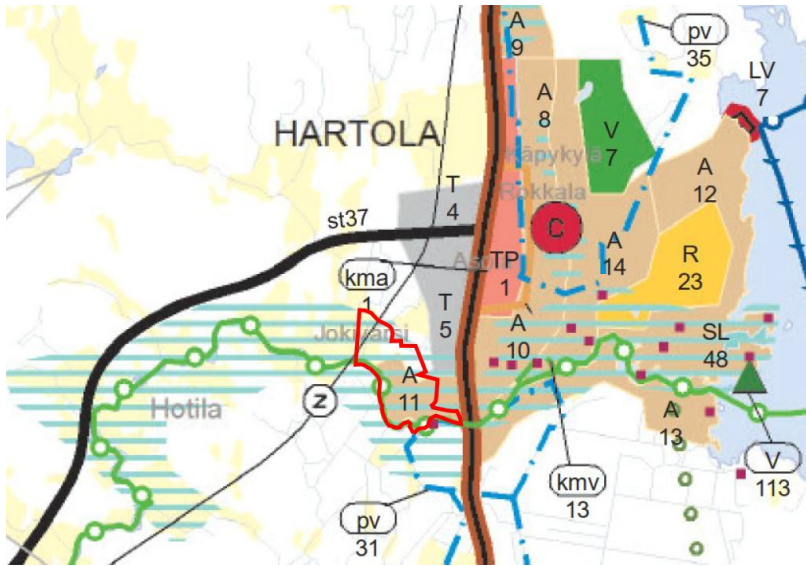 A
9
pv
35
LV
7
A
8
V
7
HARTOLA
Käpykylä
A
12
T
4
Rokkala
st37
C
A
14
R
23
TP
1
kma
1
T
5
A
10
SL
48
A
11
Hotila
z
A
13
V
113
kmv
13
pv
31